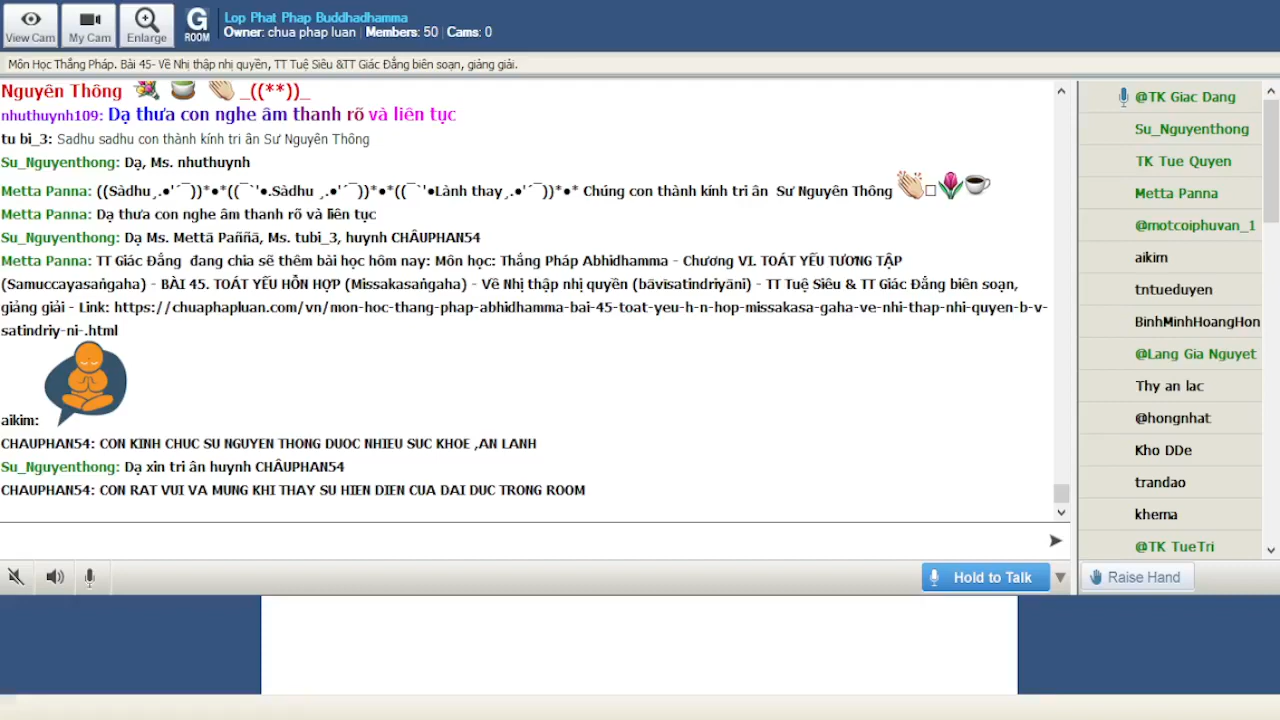 View Cam
My Cam
Enlarge
G
ROOM
Lop Phat Phap Buddhadhamma
Owner: chua phap luan | Members: 50 | Cams: 0
Môn Học Thắng Pháp. Bài 45- Về Nhị thập nhị quyền, TT Tuệ Siêu &TT Giác Đẳng biên soạn, giảng giải.
Nguyên Thông _((**))_
nhuthuynh109: Dạ thưa con nghe âm thanh rõ và liên tục
tu bi_3: Sadhu sadhu con thành kính tri ân Sư Nguyên Thông
Su_Nguyenthong: Dạ, Ms. nhuthuynh
Metta Panna: ((Sàdhu¸.•'´¯))*•*((¯`'•.Sàdhu ¸.•'´¯))*•*((¯`'•Lành thay¸.•'´¯))*•* Chúng con thành kính tri ân Sư Nguyên Thông
Metta Panna: Dạ thưa con nghe âm thanh rõ và liên tục
Su_Nguyenthong: Dạ Ms. Mettā Paññā, Ms. tubi_3, huynh CHÂUPHAN54
Metta Panna: TT Giác Đẳng đang chia sẽ thêm bài học hôm nay: Môn học: Thắng Pháp Abhidhamma - Chương VI. TOÁT YẾU TƯƠNG TẬP
(Samuccayasaṅgaha) - BÀI 45. TOÁT YẾU HỖN HỢP (Missakasaṅgaha) - Về Nhị thập nhị quyền (bāvīsatindriyāni) - TT Tuệ Siêu & TT Giác Đẳng biên soạn,
giảng giải - Link: https://chuaphapluan.com/vn/mon-hoc-thang-phap-abhidhamma-bai-45-toat-yeu-h-n-hop-missakasa-gaha-ve-nhi-thap-nhi-quyen-b-v-
satindriy-ni-.html
aikim:
CHAUPHAN54: CON KINH CHUC SU NGUYEN THONG DUOC NHIEU SUC KHOE ,AN LANH
Su_Nguyenthong: Dạ xin tri ân huynh CHÂUPHAN54
CHAUPHAN54: CON RAT VUI VA MUNG KHI THAY SU HIEN DIEN CUA DAI DUC TRONG ROOM
Hold to Talk
@TK Giac Dang
Su_Nguyenthong
TK Tue Quyen
Metta Panna
@motcoiphuvan_1
aikim
tntueduyen
BinhMinhHoangHon
@Lang Gia Nguyet
Thy an lac
@hongnhat
Kho DDe
trandao
khema
@TK TueTri
Raise Hand